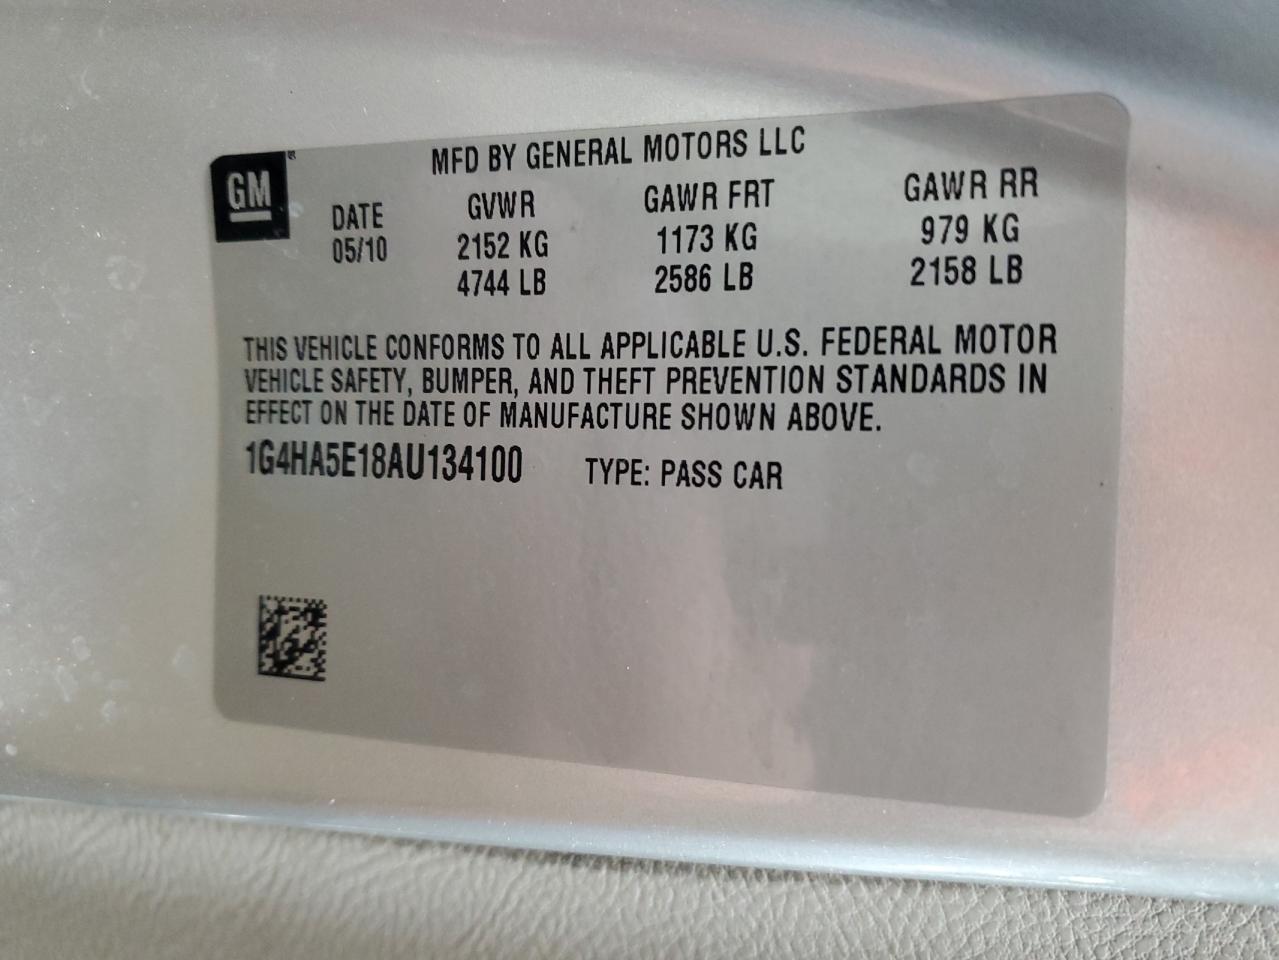 MFD BY GENERAL MOTORS LLC
GM
DATE GVWR GAWR FRT GAWR RR
05/10 2152 KG 1173 KG 979 KG
4744 LB 2586 LB 2158 LB
THIS VEHICLE CONFORMS TO ALL APPLICABLE U.S. FEDERAL MOTOR
VEHICLE SAFETY, BUMPER, AND THEFT PREVENTION STANDARDS IN
EFFECT ON THE DATE OF MANUFACTURE SHOWN ABOVE.
1G4HA5E18AU134100 TYPE: PASS CAR